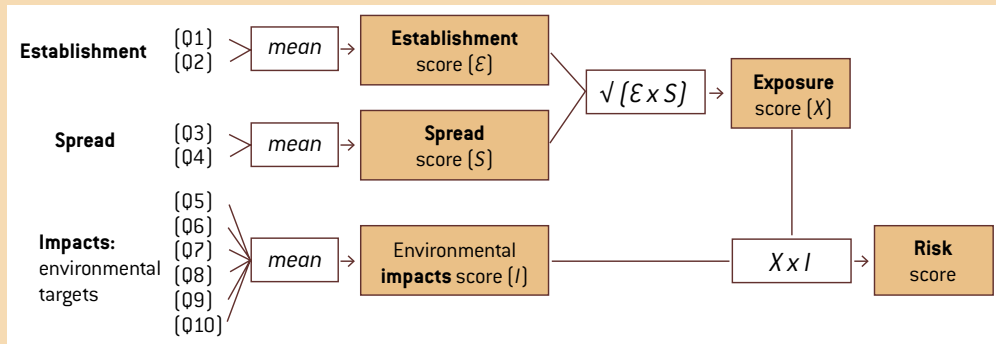 Establishment
(Q1)
(Q2)
mean
Establishment
score (Ɛ)
√ (Ɛ x S)
Exposure
score (X)
Spread
(Q3)
(Q4)
mean
Spread
score (S)
Impacts:
environmental
targets
(Q5)
(Q6)
(Q7)
(Q8)
(Q9)
(Q10)
mean
Environmental
impacts score (I)
X x I
Risk
score